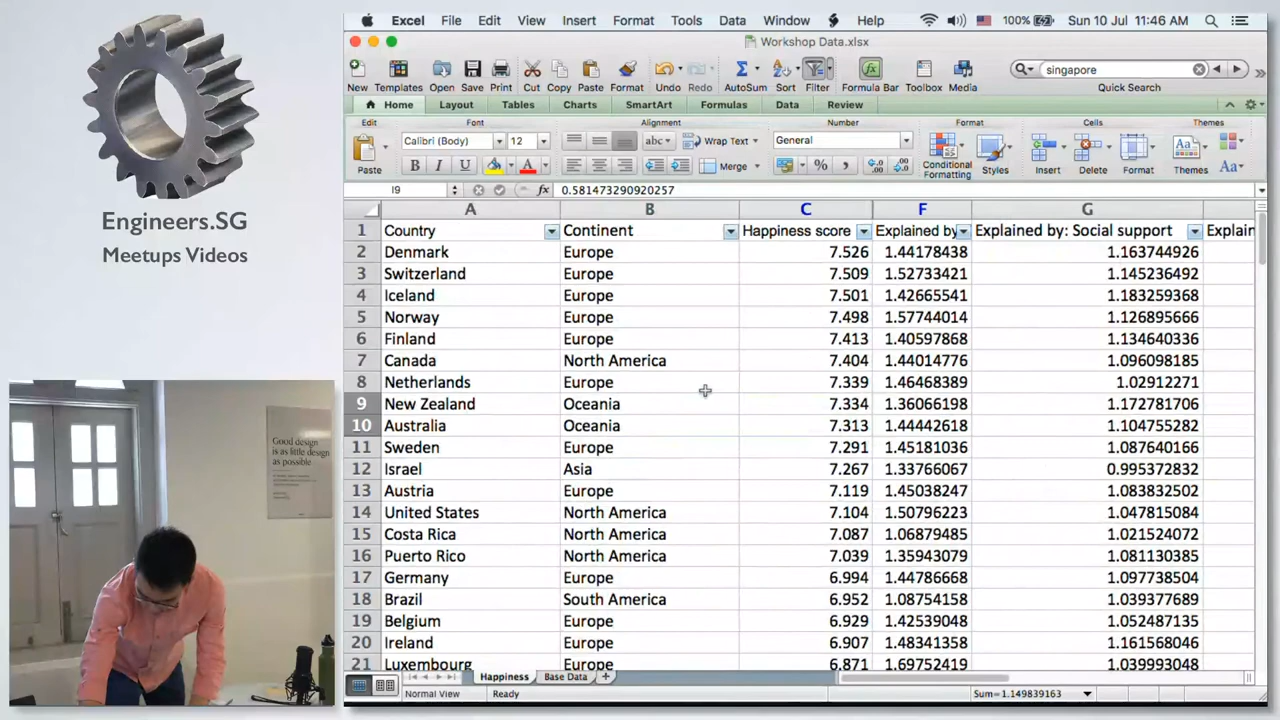 Engineers.SG
Meetups Videos
Good design
is as little design
as possible
Excel File Edit View Insert Format Tools Data Window Help 100% Sun 10 Jul 11:46 AM
Workshop Data.xlsx
singapore
New Templates Open Save Print Cut Copy Paste Format Undo Redo AutoSum Sort Filter Formula Bar Toolbox Media Quick Search
Home Layout Tables Charts SmartArt Formulas Data Review
Edit Font Alignment Number Format Cells Themes
Calibri (Body) 12 abc Wrap Text General
Paste B I U A Merge % Conditional Formatting Styles Insert Delete Format Themes Aa
I9 fx 0.581473290920257
A B C F G
1 Country Continent Happiness score Explained by Explained by: Social support Explain
2 Denmark Europe 7.526 1.44178438 1.163744926
3 Switzerland Europe 7.509 1.52733421 1.145236492
4 Iceland Europe 7.501 1.42665541 1.183259368
5 Norway Europe 7.498 1.57744014 1.126895666
6 Finland Europe 7.413 1.40597868 1.134640336
7 Canada North America 7.404 1.44014776 1.096098185
8 Netherlands Europe 7.339 1.46468389 1.02912271
9 New Zealand Oceania 7.334 1.36066198 1.172781706
10 Australia Oceania 7.313 1.44442618 1.104755282
11 Sweden Europe 7.291 1.45181036 1.087640166
12 Israel Asia 7.267 1.33766067 0.995372832
13 Austria Europe 7.119 1.45038247 1.083832502
14 United States North America 7.104 1.50796223 1.047815084
15 Costa Rica North America 7.087 1.06879485 1.021524072
16 Puerto Rico North America 7.039 1.35943079 1.081130385
17 Germany Europe 6.994 1.44786668 1.097738504
18 Brazil South America 6.952 1.08754158 1.039377689
19 Belgium Europe 6.929 1.42539048 1.052487135
20 Ireland Europe 6.907 1.48341358 1.161568046
21 Luxembourg Europe 6.871 1.69752419 1.039993048
Happiness Base Data
Normal View Ready Sum=1.149839163